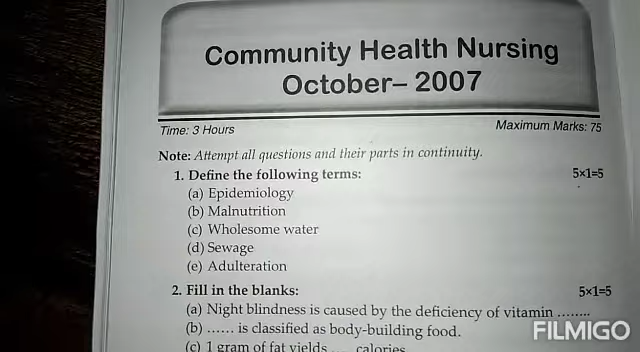 Community Health Nursing
October– 2007
Time: 3 Hours Maximum Marks: 75
Note: Attempt all questions and their parts in continuity.
1. Define the following terms: 5×1=5
(a) Epidemiology
(b) Malnutrition
(c) Wholesome water
(d) Sewage
(e) Adulteration
2. Fill in the blanks: 5×1=5
(a) Night blindness is caused by the deficiency of vitamin ........
(b) ...... is classified as body-building food.
(c) 1 gram of fat yields .... calories.
FILMIGO